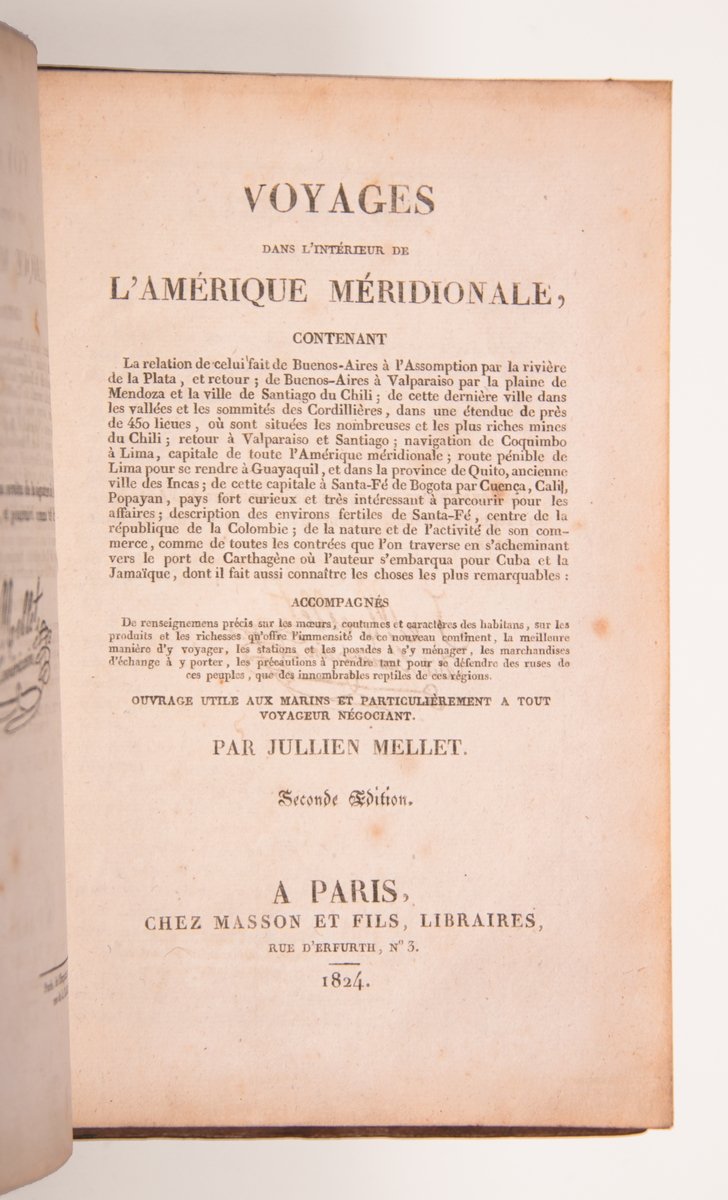 VOYAGES
DANS L'INTÉRIEUR DE
L'AMÉRIQUE MÉRIDIONALE,
CONTENANT
La relation de celui fait de Buenos-Aires à l'Assomption par la rivière
de la Plata, et retour; de Buenos-Aires à Valparaiso par la plaine de
Mendoza et la ville de Santiago du Chili; de cette dernière ville dans
les vallées et les sommités des Cordillières, dans une étendue de près
de 450 lieues, où sont situées les nombreuses et les plus riches mines
du Chili; retour à Valparaiso et Santiago; navigation de Coquimbo
à Lima, capitale de toute l'Amérique méridionale; route pénible de
Lima pour se rendre à Guayaquil, et dans la province de Quito, ancienne
ville des Incas; de cette capitale à Santa-Fé de Bogota par Cuença, Cali,
Popayan, pays fort curieux et très intéressant à parcourir pour les
affaires; description des environs fertiles de Santa-Fé, centre de la
république de la Colombie; de la nature et de l'activité de son com-
merce, comme de toutes les contrées que l'on traverse en s'acheminant
vers le port de Carthagène où l'auteur s'embarqua pour Cuba et la
Jamaïque, dont il fait aussi connaître les choses les plus remarquables:
ACCOMPAGNÉS
De renseignemens précis sur les mœurs, coutumes et caractères des habitans, sur les
produits et les richesses qu'offre l'immensité de ce nouveau continent, la meilleure
manière d'y voyager, les stations et les posades à s'y ménager, les marchandises
d'échange à y porter, les précautions à prendre tant pour se défendre des ruses de
ces peuples, que des innombrables reptiles de ces régions.
OUVRAGE UTILE AUX MARINS ET PARTICULIÈREMENT A TOUT
VOYAGEUR NÉGOCIANT.
PAR JULLIEN MELLET.
Seconde Édition.
A PARIS,
CHEZ MASSON ET FILS, LIBRAIRES,
RUE D'ERFURTH, N° 3.
1824.